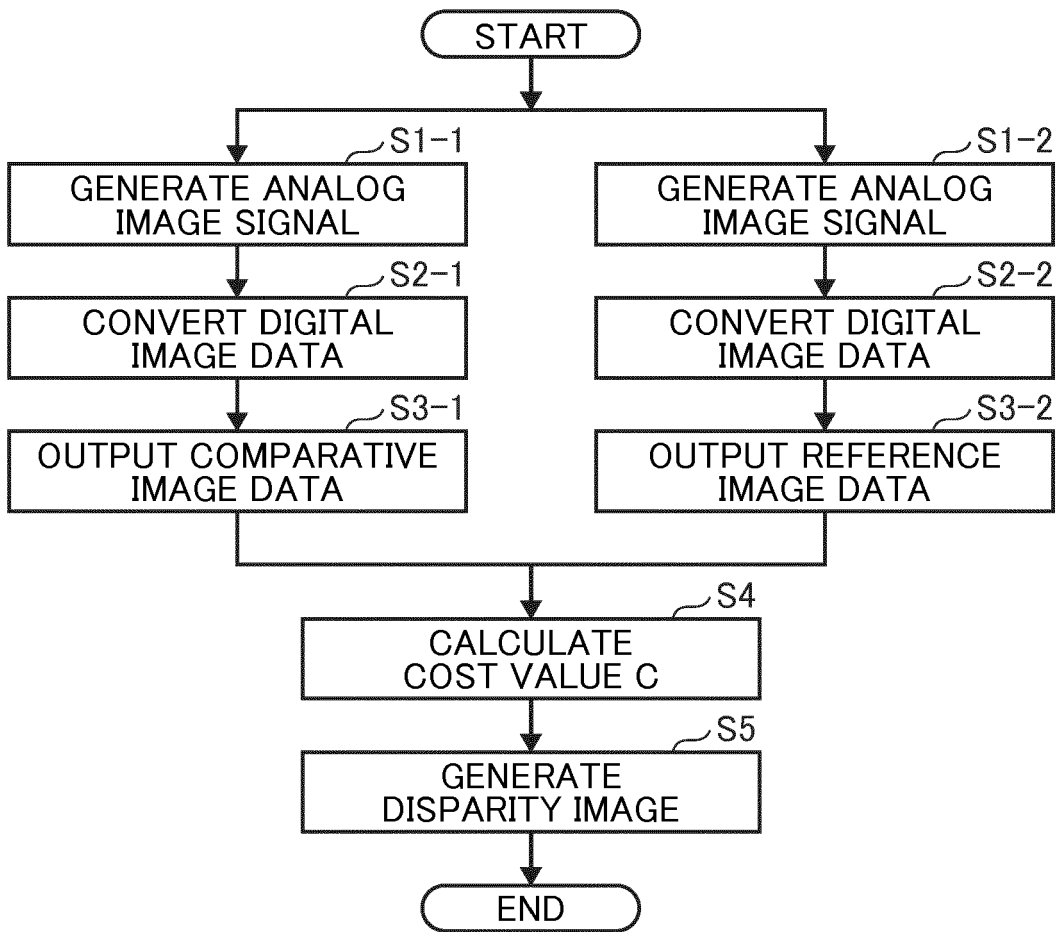 START
S1-1
GENERATE ANALOG
IMAGE SIGNAL
S1-2
GENERATE ANALOG
IMAGE SIGNAL
S2-1
CONVERT DIGITAL
IMAGE DATA
S2-2
CONVERT DIGITAL
IMAGE DATA
S3-1
OUTPUT COMPARATIVE
IMAGE DATA
S3-2
OUTPUT REFERENCE
IMAGE DATA
S4
CALCULATE
COST VALUE C
S5
GENERATE
DISPARITY IMAGE
END